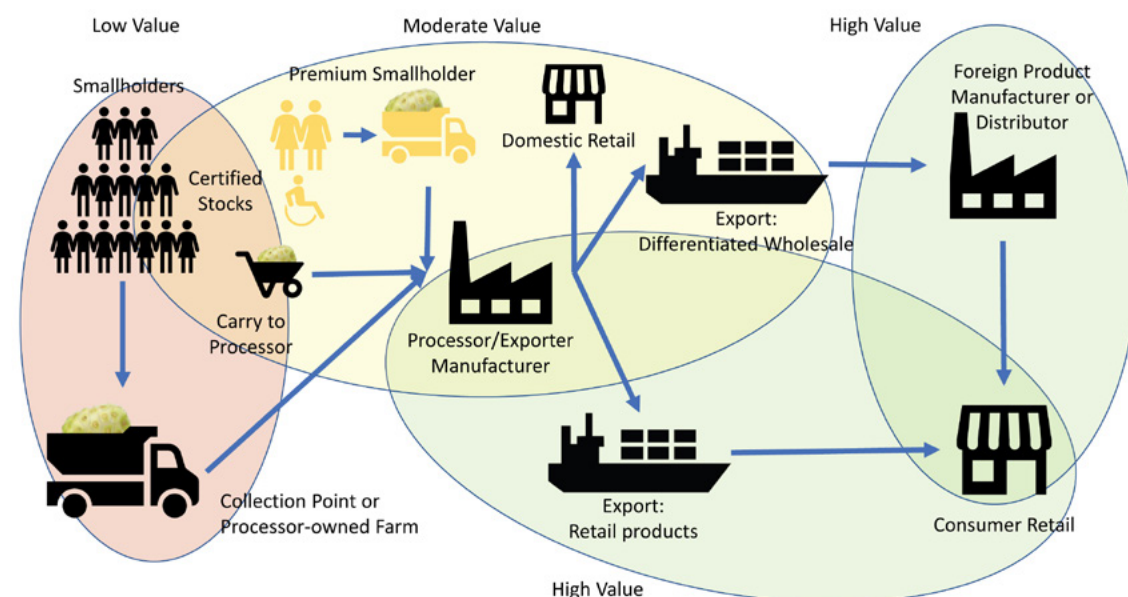 Low Value
Moderate Value
High Value
Smallholders
Premium Smallholder
Foreign Product
Manufacturer or
Distributor
Domestic Retail
Certified
Stocks
Export:
Differentiated Wholesale
Carry to
Processor
Processor/Exporter
Manufacturer
Collection Point or
Processor-owned Farm
Export:
Retail products
Consumer Retail
High Value